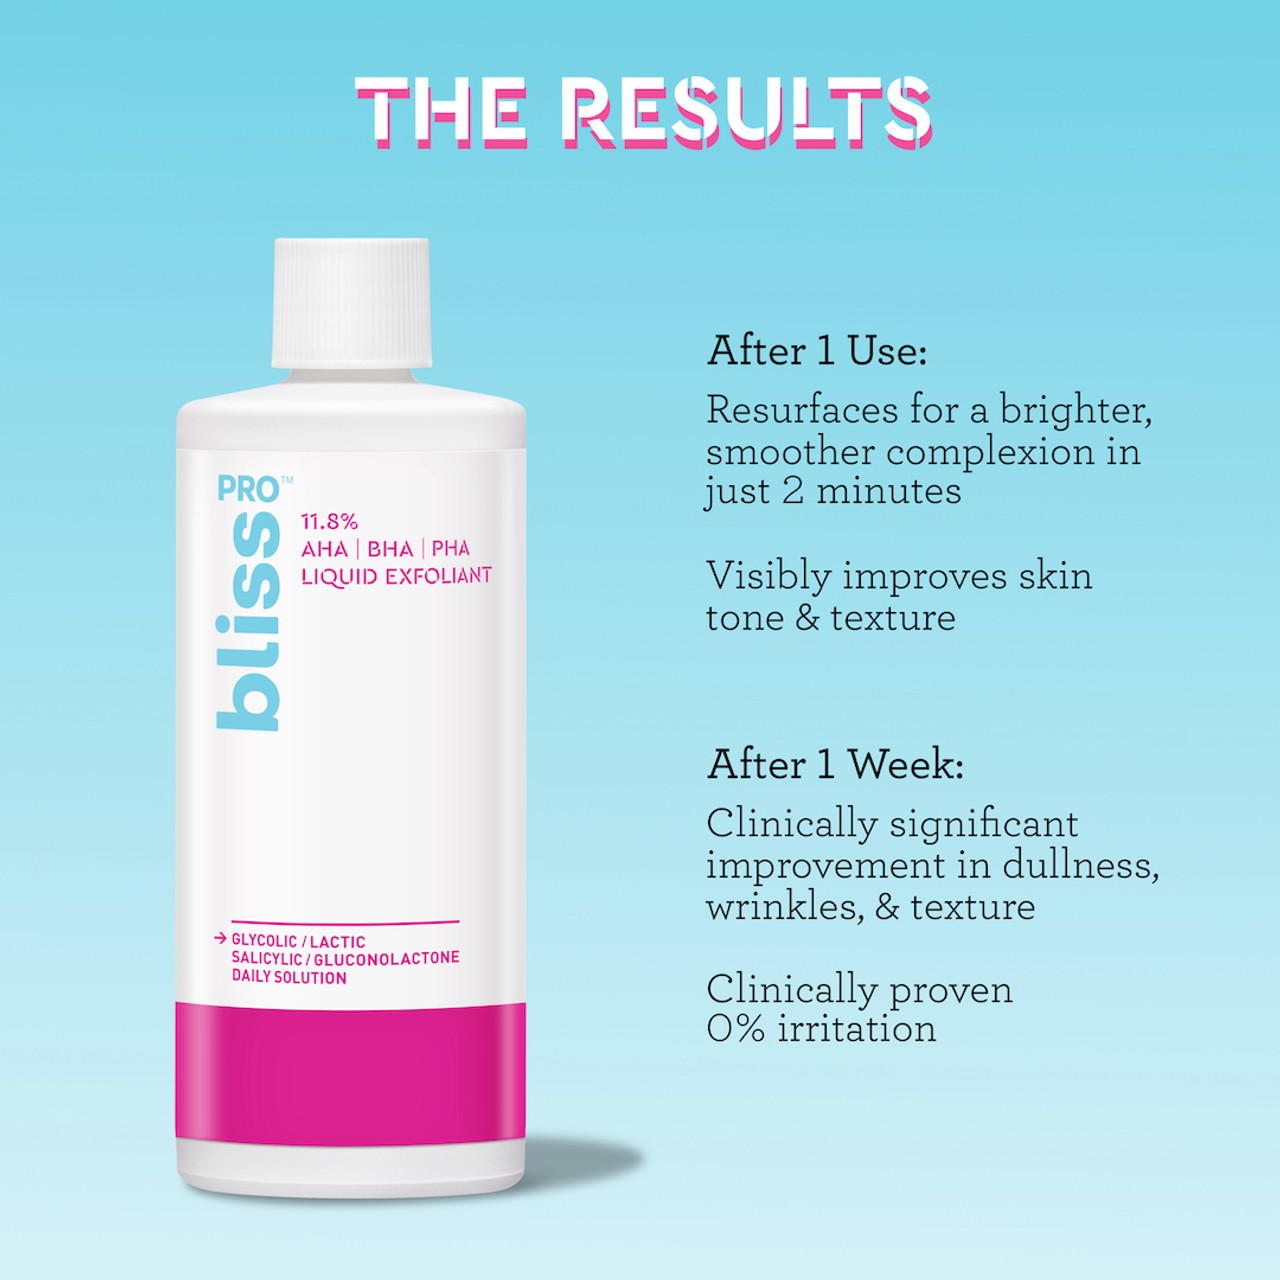 THE RESULTS
PRO™
bliss
11.8%
AHA | BHA | PHA
LIQUID EXFOLIANT
→ GLYCOLIC / LACTIC
SALICYLIC / GLUCONOLACTONE
DAILY SOLUTION
After 1 Use:
Resurfaces for a brighter,
smoother complexion in
just 2 minutes
Visibly improves skin
tone & texture
After 1 Week:
Clinically significant
improvement in dullness,
wrinkles, & texture
Clinically proven
0% irritation